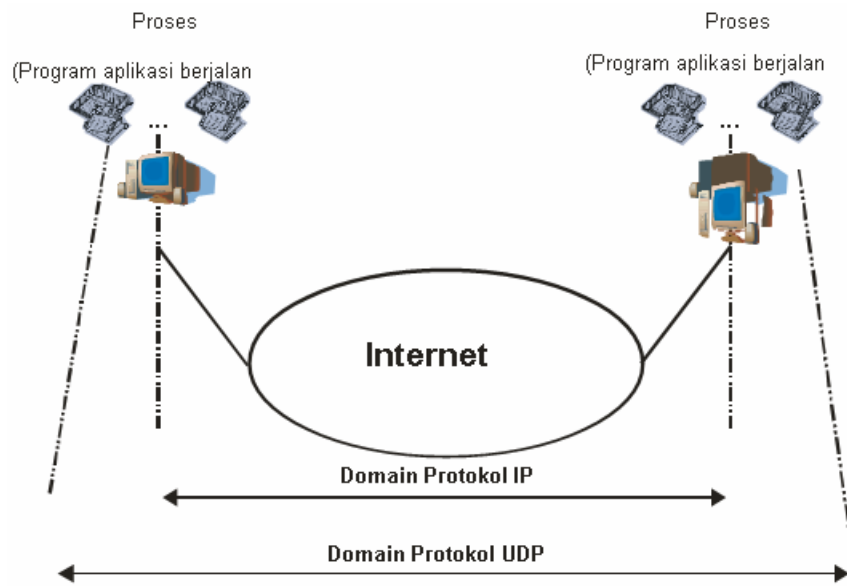 Proses
Proses
(Program aplikasi berjalan
(Program aplikasi berjalan
...
...
Internet
Domain Protokol IP
Domain Protokol UDP